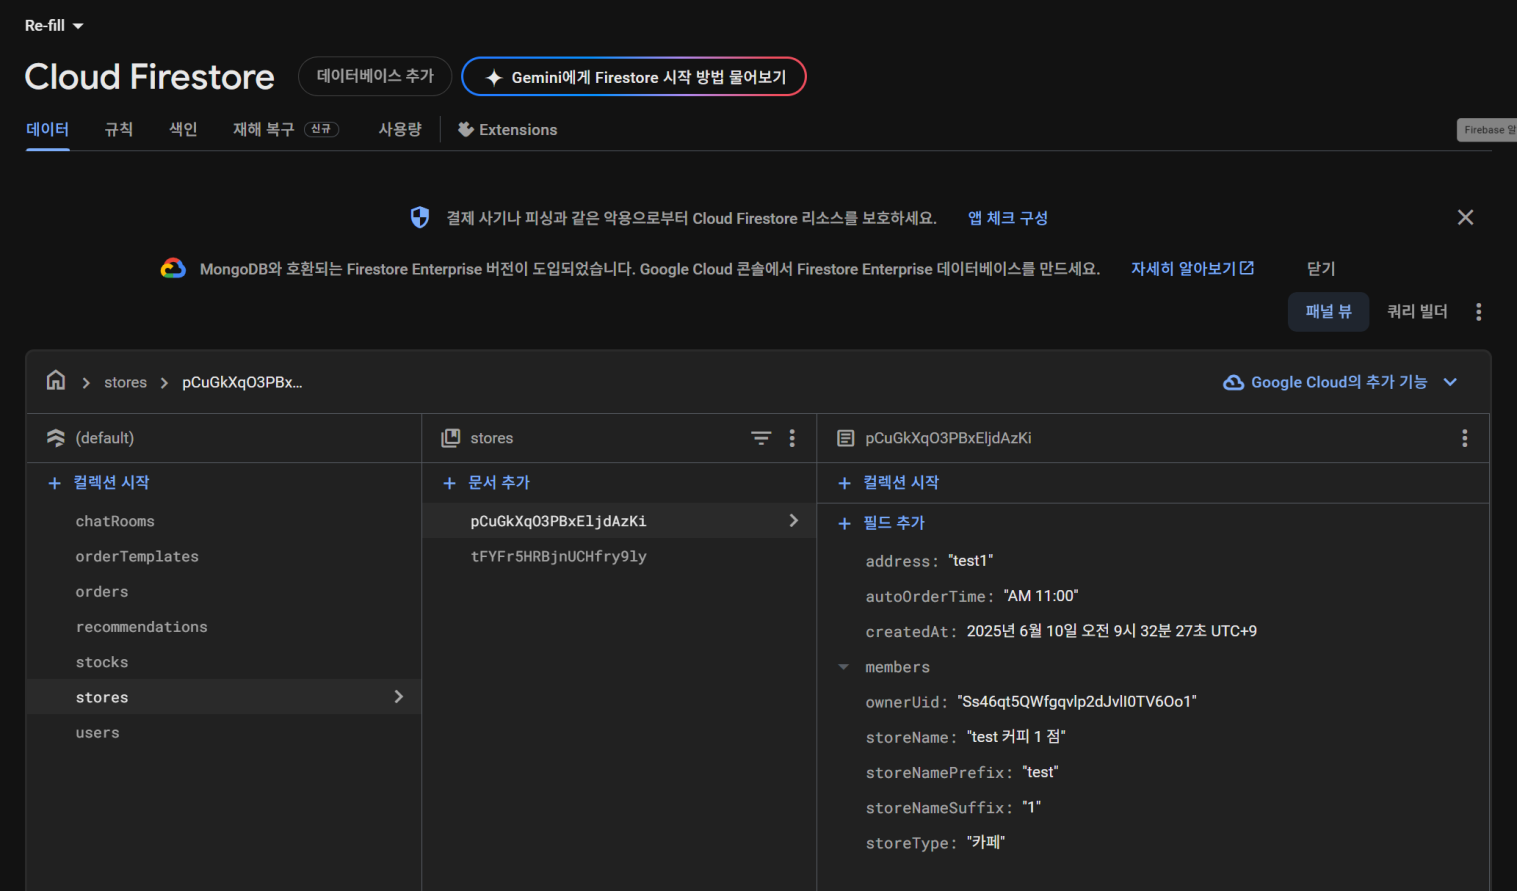 Re-fill
Cloud Firestore
데이터베이스 추가
Gemini에게 Firestore 시작 방법 물어보기
데이터
규칙
색인
재해 복구 신규
사용량
Extensions
Firebase 알
결제 사기나 피싱과 같은 악용으로부터 Cloud Firestore 리소스를 보호하세요. 앱 체크 구성
MongoDB와 호환되는 Firestore Enterprise 버전이 도입되었습니다. Google Cloud 콘솔에서 Firestore Enterprise 데이터베이스를 만드세요. 자세히 알아보기 닫기
패널 뷰
쿼리 빌더
stores
pCuGkXqO3PBx...
Google Cloud의 추가 기능
(default)
컬렉션 시작
chatRooms
orderTemplates
orders
recommendations
stocks
stores
users
stores
문서 추가
pCuGkXqO3PBxEljdAzKi
tFYFr5HRBjnUCHfry9ly
pCuGkXqO3PBxEljdAzKi
컬렉션 시작
필드 추가
address: "test1"
autoOrderTime: "AM 11:00"
createdAt: 2025년 6월 10일 오전 9시 32분 27초 UTC+9
members
ownerUid: "Ss46qt5QWfgqvlp2dJvlI0TV6Oo1"
storeName: "test 커피 1 점"
storeNamePrefix: "test"
storeNameSuffix: "1"
storeType: "카페"